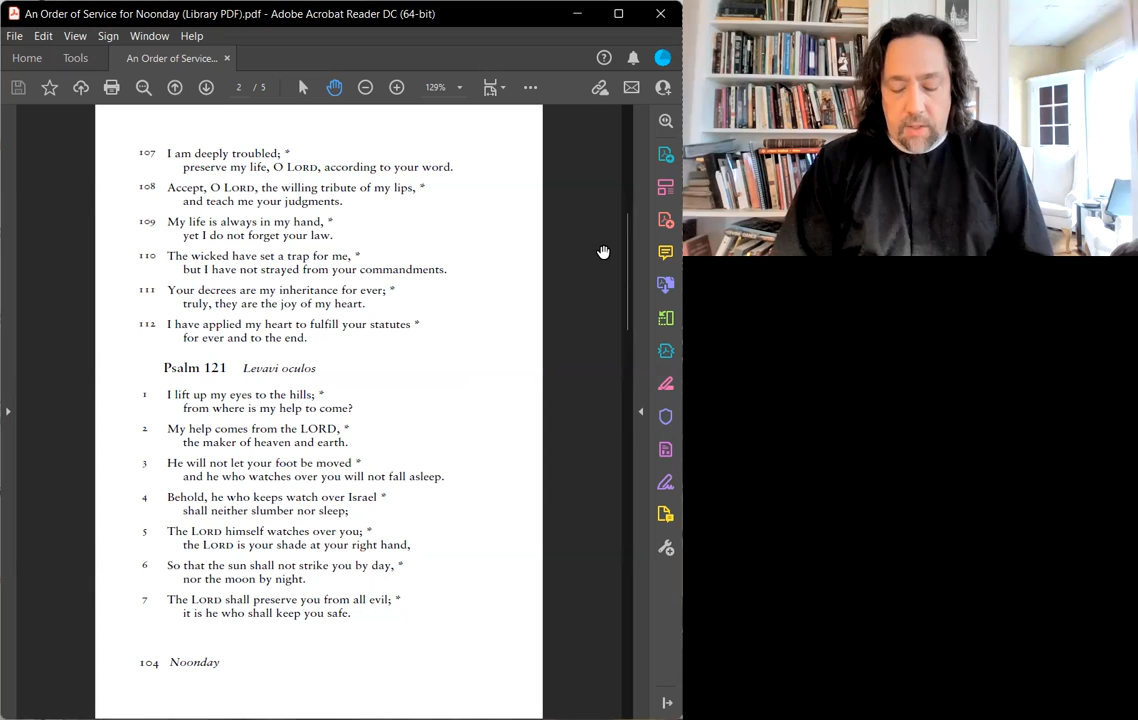 An Order of Service for Noonday (Library PDF).pdf - Adobe Acrobat Reader DC (64-bit)
File Edit View Sign Window Help
Home Tools An Order of Service... ×
2 / 5 129%
107 I am deeply troubled; *
preserve my life, O LORD, according to your word.
108 Accept, O LORD, the willing tribute of my lips, *
and teach me your judgments.
109 My life is always in my hand, *
yet I do not forget your law.
110 The wicked have set a trap for me, *
but I have not strayed from your commandments.
111 Your decrees are my inheritance for ever; *
truly, they are the joy of my heart.
112 I have applied my heart to fulfill your statutes *
for ever and to the end.
Psalm 121 Levavi oculos
1 I lift up my eyes to the hills; *
from where is my help to come?
2 My help comes from the LORD, *
the maker of heaven and earth.
3 He will not let your foot be moved *
and he who watches over you will not fall asleep.
4 Behold, he who keeps watch over Israel *
shall neither slumber nor sleep;
5 The LORD himself watches over you; *
the LORD is your shade at your right hand,
6 So that the sun shall not strike you by day, *
nor the moon by night.
7 The LORD shall preserve you from all evil; *
it is he who shall keep you safe.
104 Noonday